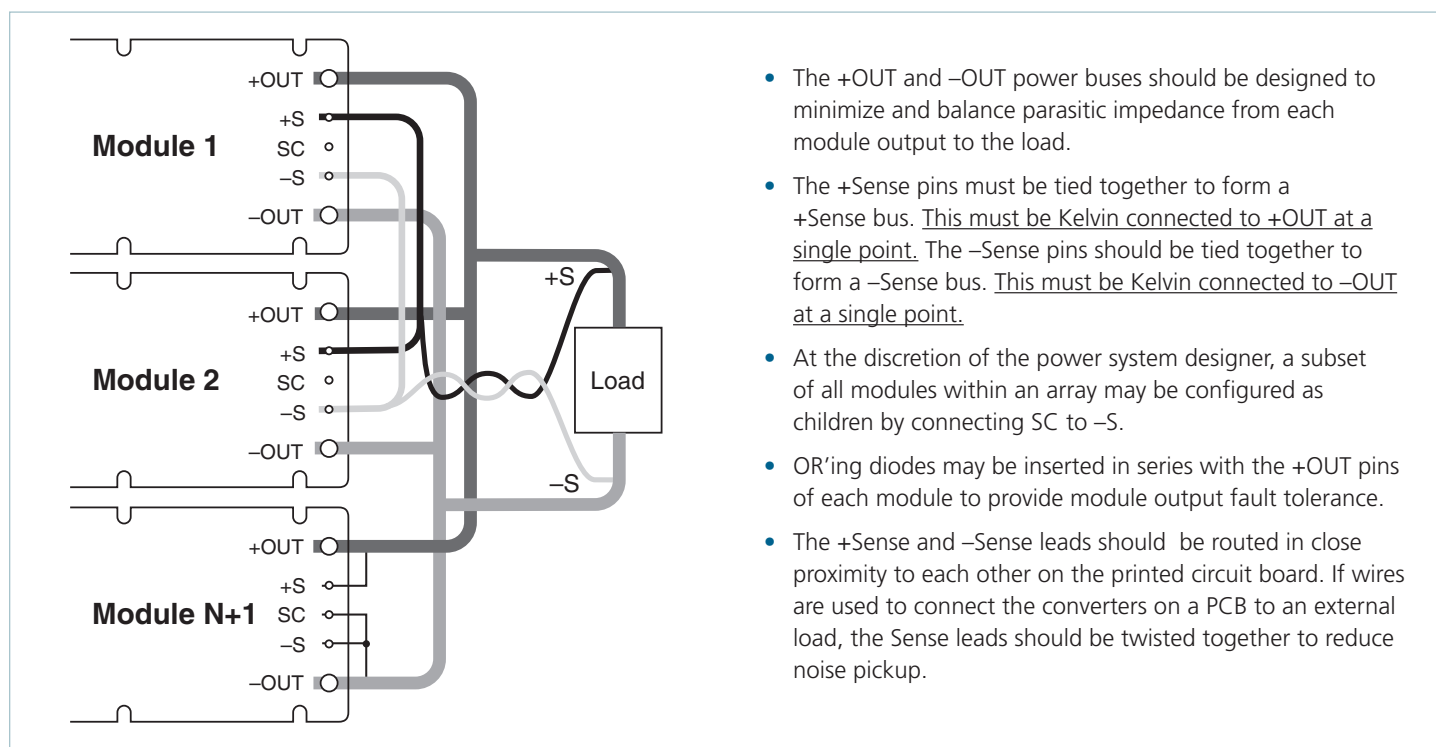 +OUT
+S
Module 1
SC
–S
–OUT
+OUT
+S
Module 2
SC
–S
–OUT
+OUT
+S
Module N+1
SC
–S
–OUT
+S
Load
–S
• The +OUT and –OUT power buses should be designed to
minimize and balance parasitic impedance from each
module output to the load.
• The +Sense pins must be tied together to form a
+Sense bus. This must be Kelvin connected to +OUT at a
single point. The –Sense pins should be tied together to
form a –Sense bus. This must be Kelvin connected to –OUT
at a single point.
• At the discretion of the power system designer, a subset
of all modules within an array may be configured as
children by connecting SC to –S.
• OR’ing diodes may be inserted in series with the +OUT pins
of each module to provide module output fault tolerance.
• The +Sense and –Sense leads should  be routed in close
proximity to each other on the printed circuit board. If wires
are used to connect the converters on a PCB to an external
load, the Sense leads should be twisted together to reduce
noise pickup.